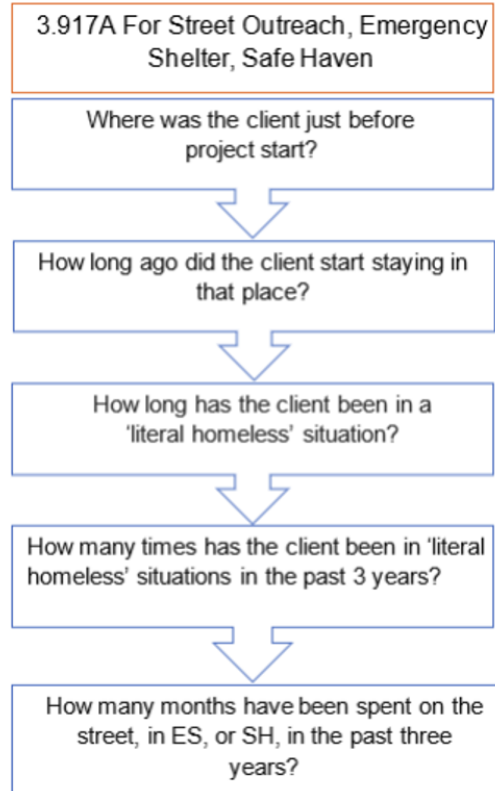 3.917A For Street Outreach, Emergency
Shelter, Safe Haven
Where was the client just before
project start?
How long ago did the client start staying in
that place?
How long has the client been in a
‘literal homeless’ situation?
How many times has the client been in ‘literal
homeless’ situations in the past 3 years?
How many months have been spent on the
street, in ES, or SH, in the past three
years?